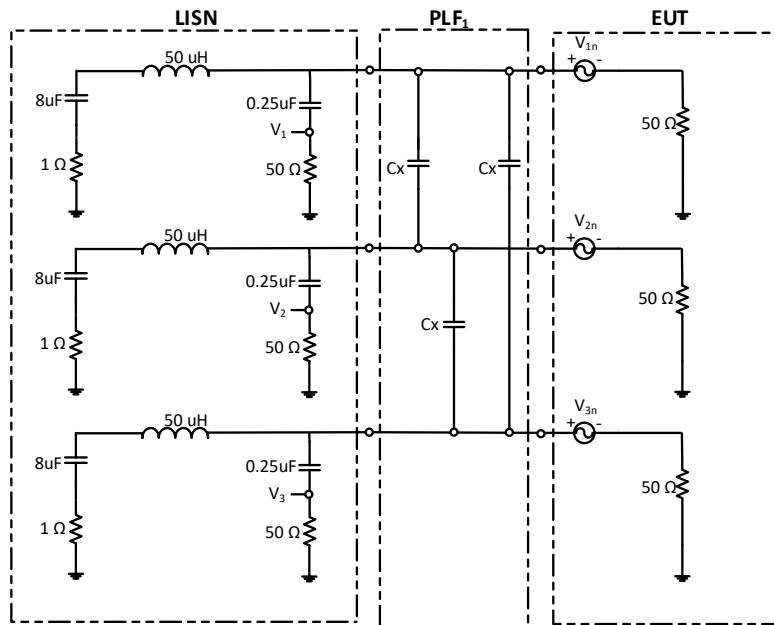 LISN PLF₁ EUT
50 uH
8uF
0.25uF
V₁
1 Ω
50 Ω
Cx Cx
V₁ₙ
+ -
50 Ω
50 uH
8uF
0.25uF
V₂
1 Ω
50 Ω
Cx
V₂ₙ
+ -
50 Ω
50 uH
8uF
0.25uF
V₃
1 Ω
50 Ω
V₃ₙ
+ -
50 Ω